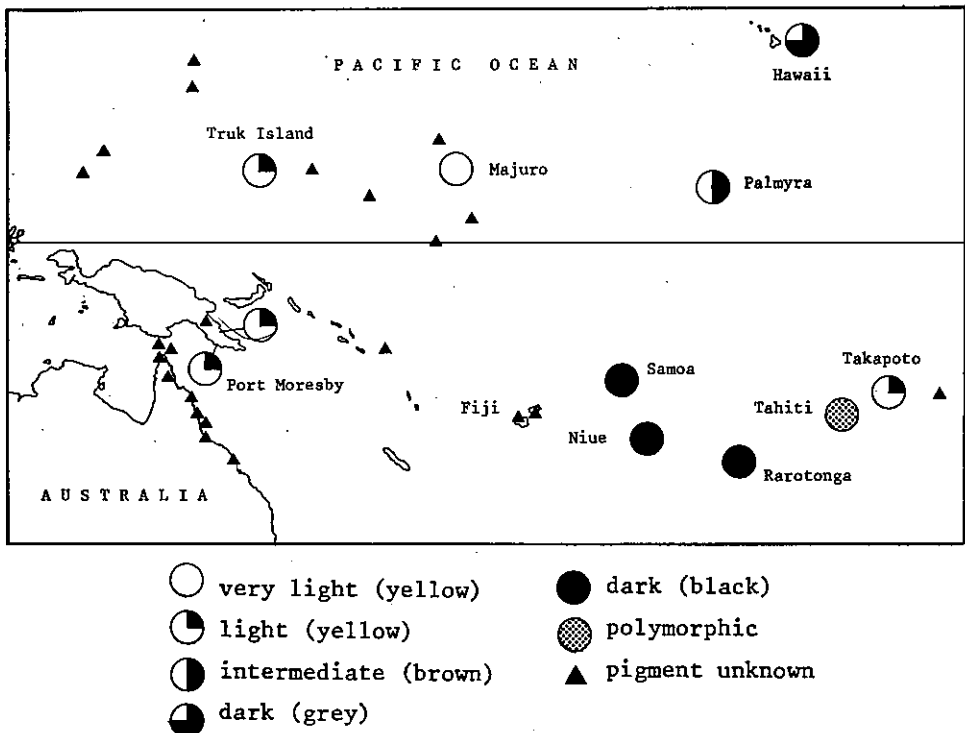 PACIFIC OCEAN
Hawaii
Truk Island
Majuro
Palmyra
Samoa
Takapoto
Port Moresby
Fiji
Tahiti
Niue
Rarotonga
AUSTRALIA
very light (yellow)
light (yellow)
intermediate (brown)
dark (grey)
dark (black)
polymorphic
pigment unknown